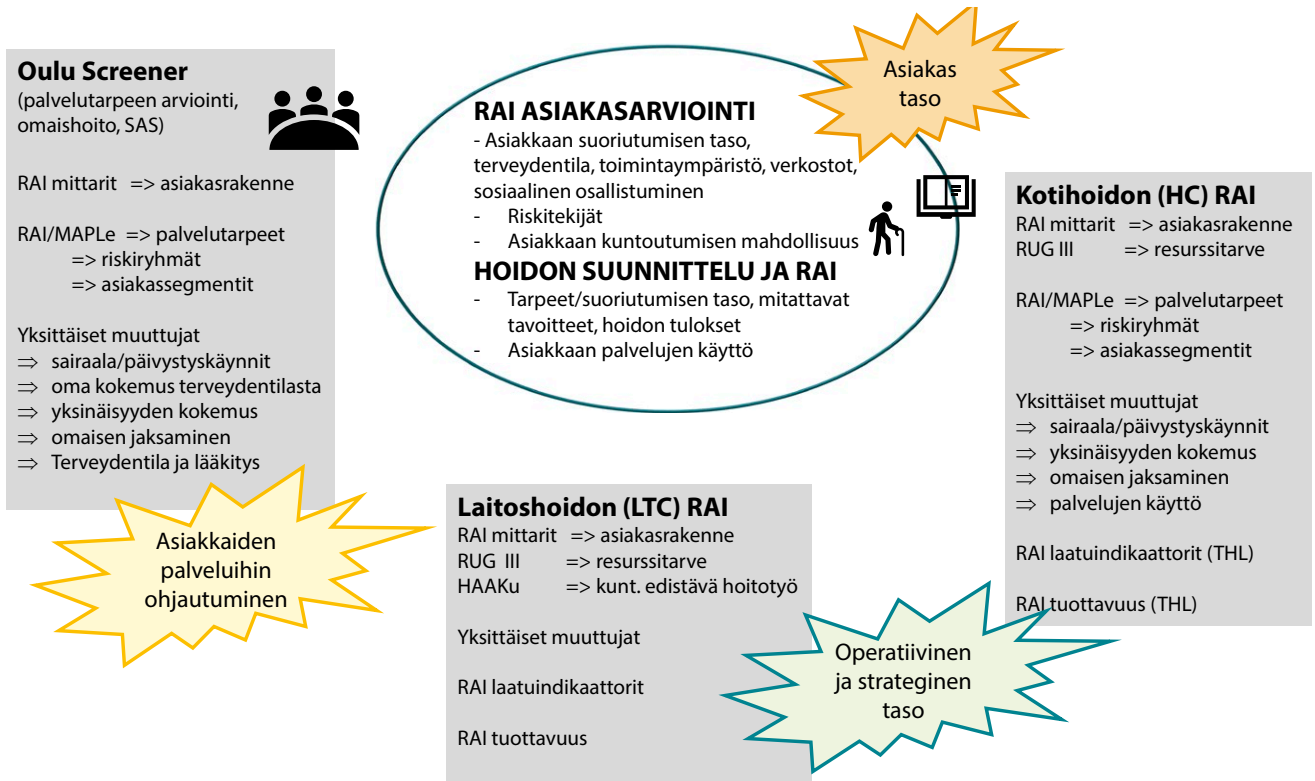 Oulu Screener
(palvelutarpeen arviointi,
omaishoito, SAS)
RAI mittarit => asiakasrakenne
RAI/MAPLe => palvelutarpeet
=> riskiryhmät
=> asiakassegmentit
Yksittäiset muuttujat
⇒ sairaala/päivystyskäynnit
⇒ oma kokemus terveydentilasta
⇒ yksinäisyyden kokemus
⇒ omaisen jaksaminen
⇒ Terveydentila ja lääkitys
Asiakkaiden
palveluihin
ohjautuminen
RAI ASIAKASARVIOINTI
- Asiakkaan suoriutumisen taso,
terveydentila, toimintaympäristö, verkostot,
sosiaalinen osallistuminen
- Riskitekijät
- Asiakkaan kuntoutumisen mahdollisuus
HOIDON SUUNNITTELU JA RAI
- Tarpeet/suoriutumisen taso, mitattavat
tavoitteet, hoidon tulokset
- Asiakkaan palvelujen käyttö
Asiakas
taso
Laitoshoidon (LTC) RAI
RAI mittarit => asiakasrakenne
RUG III => resurssitarve
HAAKu => kunt. edistävä hoitotyö
Yksittäiset muuttujat
RAI laatuindikaattorit
RAI tuottavuus
Kotihoidon (HC) RAI
RAI mittarit => asiakasrakenne
RUG III => resurssitarve
RAI/MAPLe => palvelutarpeet
=> riskiryhmät
=> asiakassegmentit
Yksittäiset muuttujat
⇒ sairaala/päivystyskäynnit
⇒ yksinäisyyden kokemus
⇒ omaisen jaksaminen
⇒ palvelujen käyttö
RAI laatuindikaattorit (THL)
RAI tuottavuus (THL)
Operatiivinen
ja strateginen
taso